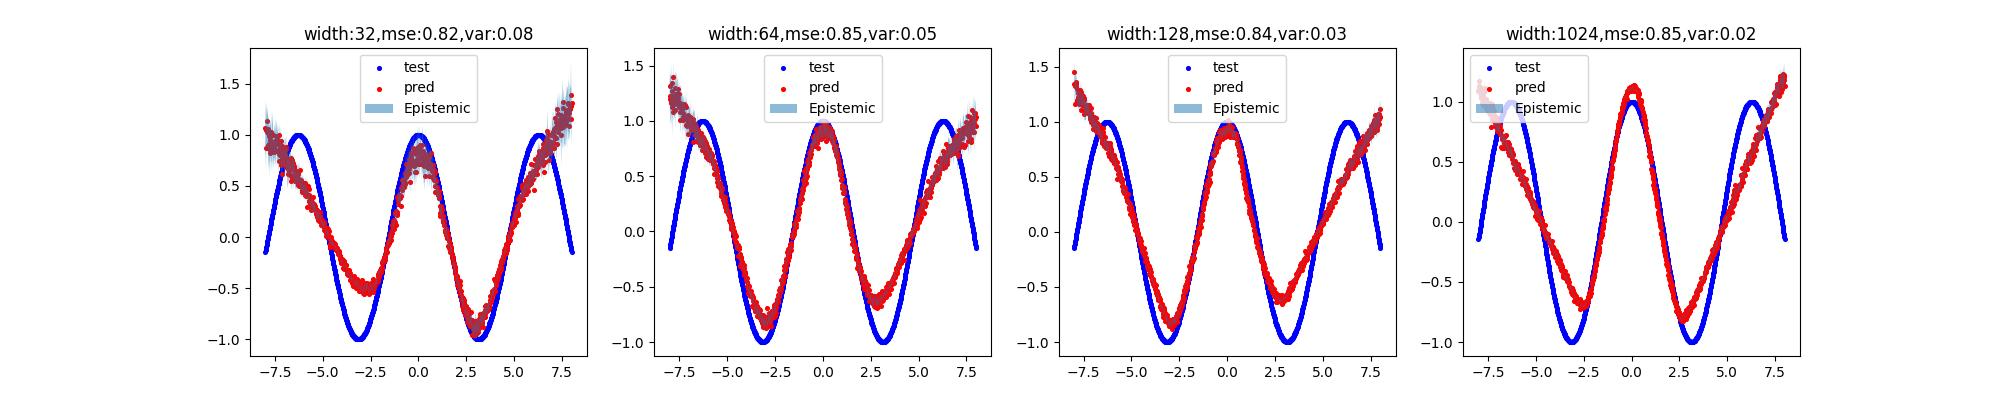 width:32,mse:0.82,var:0.08
test
pred
Epistemic
1.5
1.0
0.5
0.0
−0.5
−1.0
−7.5 −5.0 −2.5 0.0 2.5 5.0 7.5
width:64,mse:0.85,var:0.05
test
pred
Epistemic
1.5
1.0
0.5
0.0
−0.5
−1.0
−7.5 −5.0 −2.5 0.0 2.5 5.0 7.5
width:128,mse:0.84,var:0.03
test
pred
Epistemic
1.5
1.0
0.5
0.0
−0.5
−1.0
−7.5 −5.0 −2.5 0.0 2.5 5.0 7.5
width:1024,mse:0.85,var:0.02
test
pred
Epistemic
1.0
0.5
0.0
−0.5
−1.0
−7.5 −5.0 −2.5 0.0 2.5 5.0 7.5